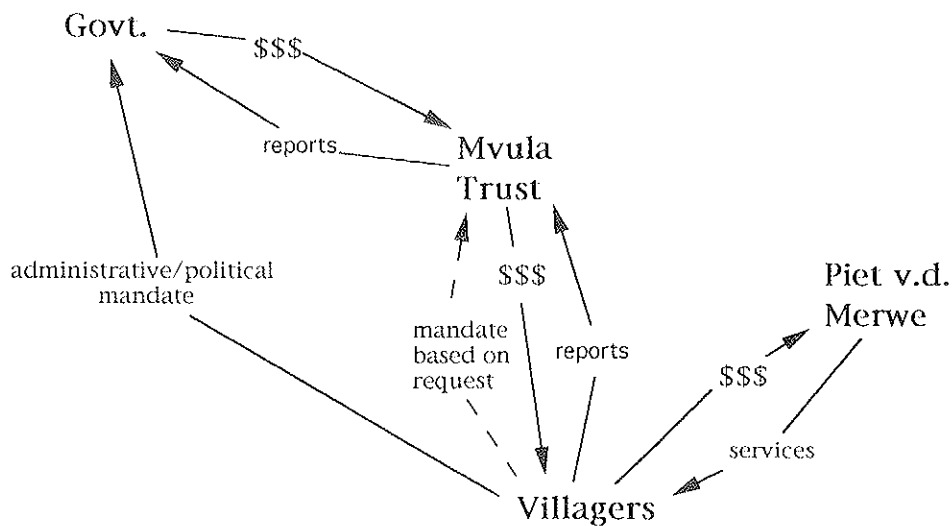 Govt.
$$$
reports
Mvula
Trust
administrative/political
mandate
$$$
mandate
based on
request
reports
Piet v.d.
Merwe
$$$
services
Villagers